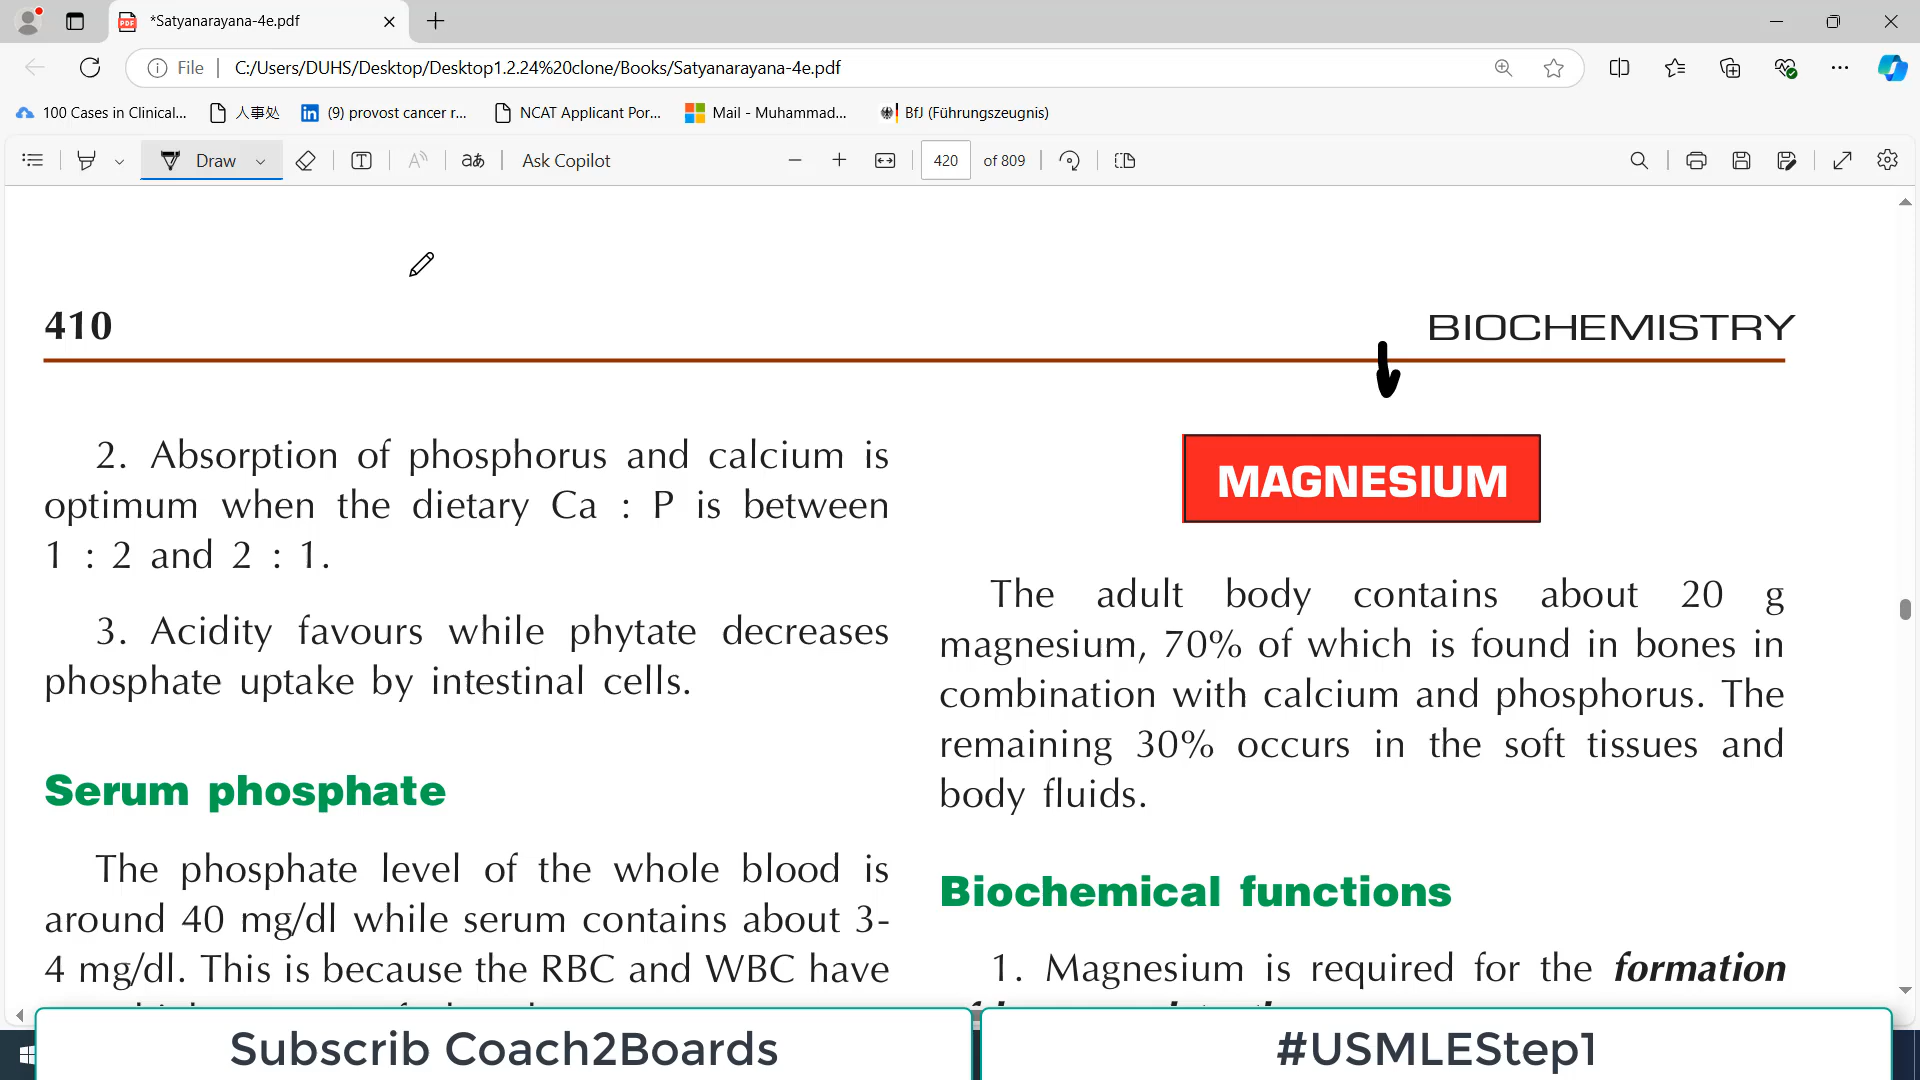 *Satyanarayana-4e.pdf
File
C:/Users/DUHS/Desktop/Desktop1.2.24%20clone/Books/Satyanarayana-4e.pdf
100 Cases in Clinical...
人事处
(9) provost cancer r...
NCAT Applicant Por...
Mail - Muhammad...
BfJ (Führungszeugnis)
Draw
Ask Copilot
420 of 809
410
BIOCHEMISTRY
2. Absorption of phosphorus and calcium is
optimum when the dietary Ca : P is between
1 : 2 and 2 : 1.
3. Acidity favours while phytate decreases
phosphate uptake by intestinal cells.
Serum phosphate
The phosphate level of the whole blood is
around 40 mg/dl while serum contains about 3-
4 mg/dl. This is because the RBC and WBC have
MAGNESIUM
The adult body contains about 20 g
magnesium, 70% of which is found in bones in
combination with calcium and phosphorus. The
remaining 30% occurs in the soft tissues and
body fluids.
Biochemical functions
1. Magnesium is required for the formation
Subscrib Coach2Boards
#USMLEStep1